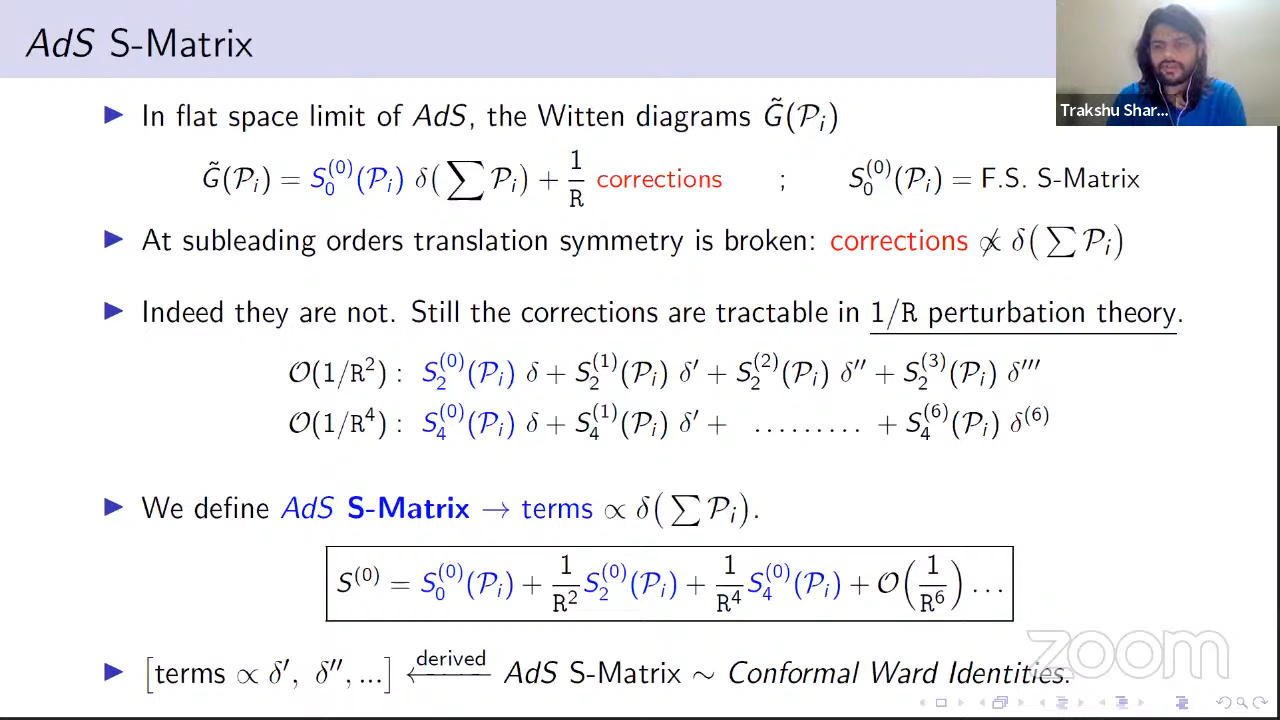 AdS S-Matrix
Trakshu Shar...
▶ In flat space limit of AdS, the Witten diagrams G̃(𝒫ᵢ)
G̃(𝒫ᵢ) = S₀⁽⁰⁾(𝒫ᵢ) δ(∑ 𝒫ᵢ) + 1/R corrections ; S₀⁽⁰⁾(𝒫ᵢ) = F.S. S-Matrix
▶ At subleading orders translation symmetry is broken: corrections ∝̸ δ(∑ 𝒫ᵢ)
▶ Indeed they are not. Still the corrections are tractable in 1/R perturbation theory.
𝒪(1/R²) : S₂⁽⁰⁾(𝒫ᵢ) δ + S₂⁽¹⁾(𝒫ᵢ) δ′ + S₂⁽²⁾(𝒫ᵢ) δ′′ + S₂⁽³⁾(𝒫ᵢ) δ′′′
𝒪(1/R⁴) : S₄⁽⁰⁾(𝒫ᵢ) δ + S₄⁽¹⁾(𝒫ᵢ) δ′ + ......... + S₄⁽⁶⁾(𝒫ᵢ) δ⁽⁶⁾
▶ We define AdS S-Matrix → terms ∝ δ(∑ 𝒫ᵢ).
S⁽⁰⁾ = S₀⁽⁰⁾(𝒫ᵢ) + 1/R² S₂⁽⁰⁾(𝒫ᵢ) + 1/R⁴ S₄⁽⁰⁾(𝒫ᵢ) + 𝒪(1/R⁶) ...
▶ [terms ∝ δ′, δ′′, ...] ⟵derived AdS S-Matrix ∼ Conformal Ward Identities.
zoom